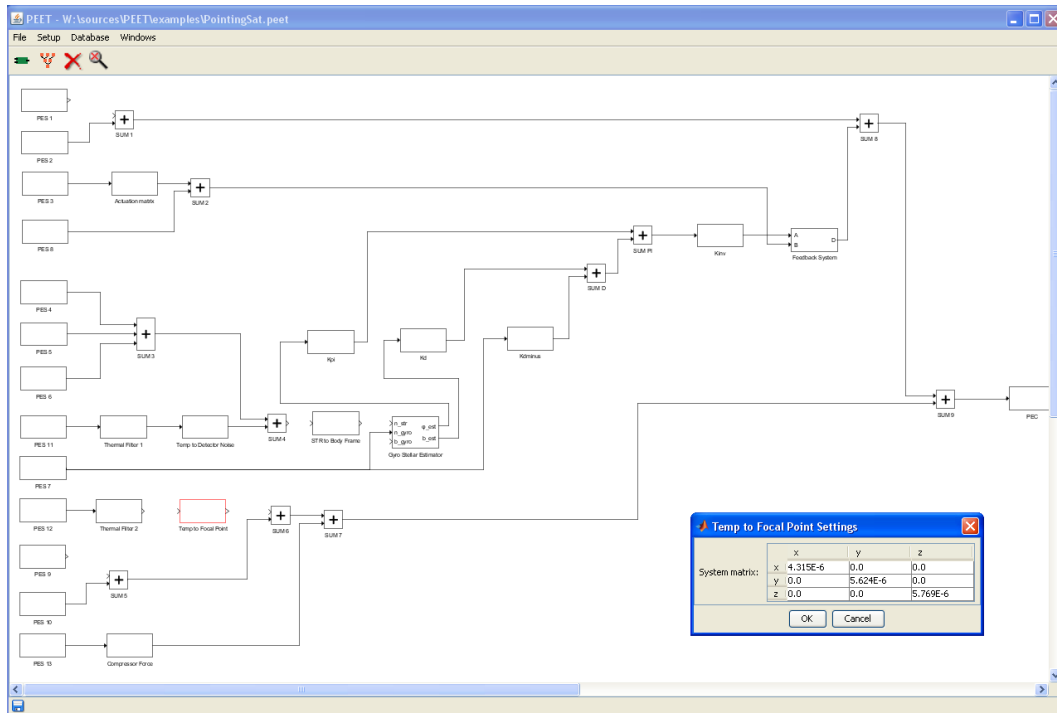 PEET - W:\sources\PEET\examples\PointingSat.peet
File Setup Database Windows
PES 1
SUM 1
SUM 8
PES 2
PES 3
Actuation matrix
SUM 2
PES 8
A
B
D
SUM PI
Kinv
Feedback System
SUM D
PES 4
PES 5
SUM 3
Kpi
Kd
Kdminus
PES 6
SUM 9
PEC
n_str
n_gyro
b_gyro
φ_est
b_est
PES 11
Thermal Filter 1
Temp to Detector Noise
SUM 4
STR to Body Frame
Gyro Stellar Estimator
PES 7
PES 12
Thermal Filter 2
Temp to Focal Point
SUM 6
SUM 7
PES 9
SUM 5
PES 10
PES 13
Compressor Force
Temp to Focal Point Settings
x y z
System matrix:
x 4.315E-6 0.0 0.0
y 0.0 5.624E-6 0.0
z 0.0 0.0 5.769E-6
OK Cancel